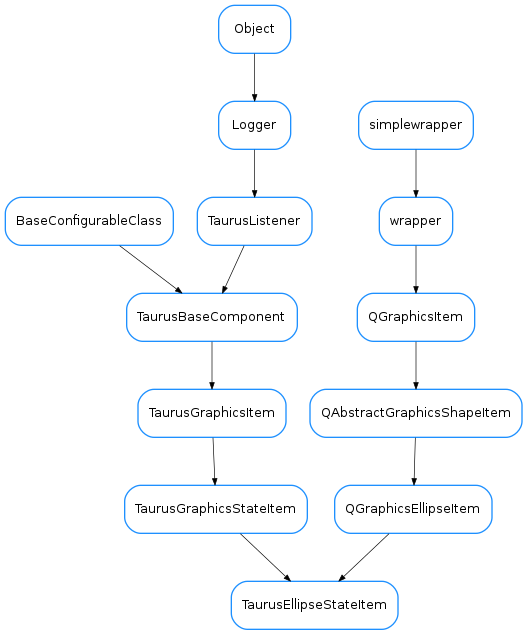 Object
Logger
simplewrapper
BaseConfigurableClass
TaurusListener
wrapper
TaurusBaseComponent
QGraphicsItem
TaurusGraphicsItem
QAbstractGraphicsShapeItem
TaurusGraphicsStateItem
QGraphicsEllipseItem
TaurusEllipseStateItem